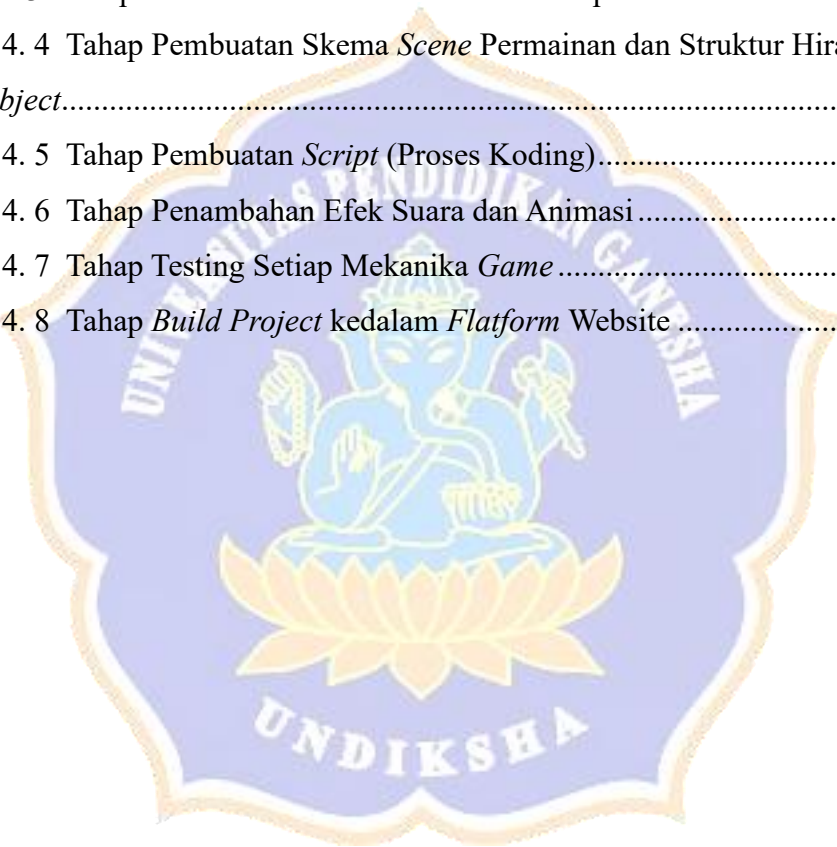 4. 4 Tahap Pembuatan Skema Scene Permainan dan Struktur
bject
4. 5 Tahap Pembuatan Script (Proses Koding)
4. 6 Tahap Penambahan Efek Suara dan Animasi
4. 7 Tahap Testing Setiap Mekanika Game
4. 8 Tahap Build Project kedalam Flatform Website
UNIVERSITAS PENDIDIKAN GANESHA
UNDIKSHA